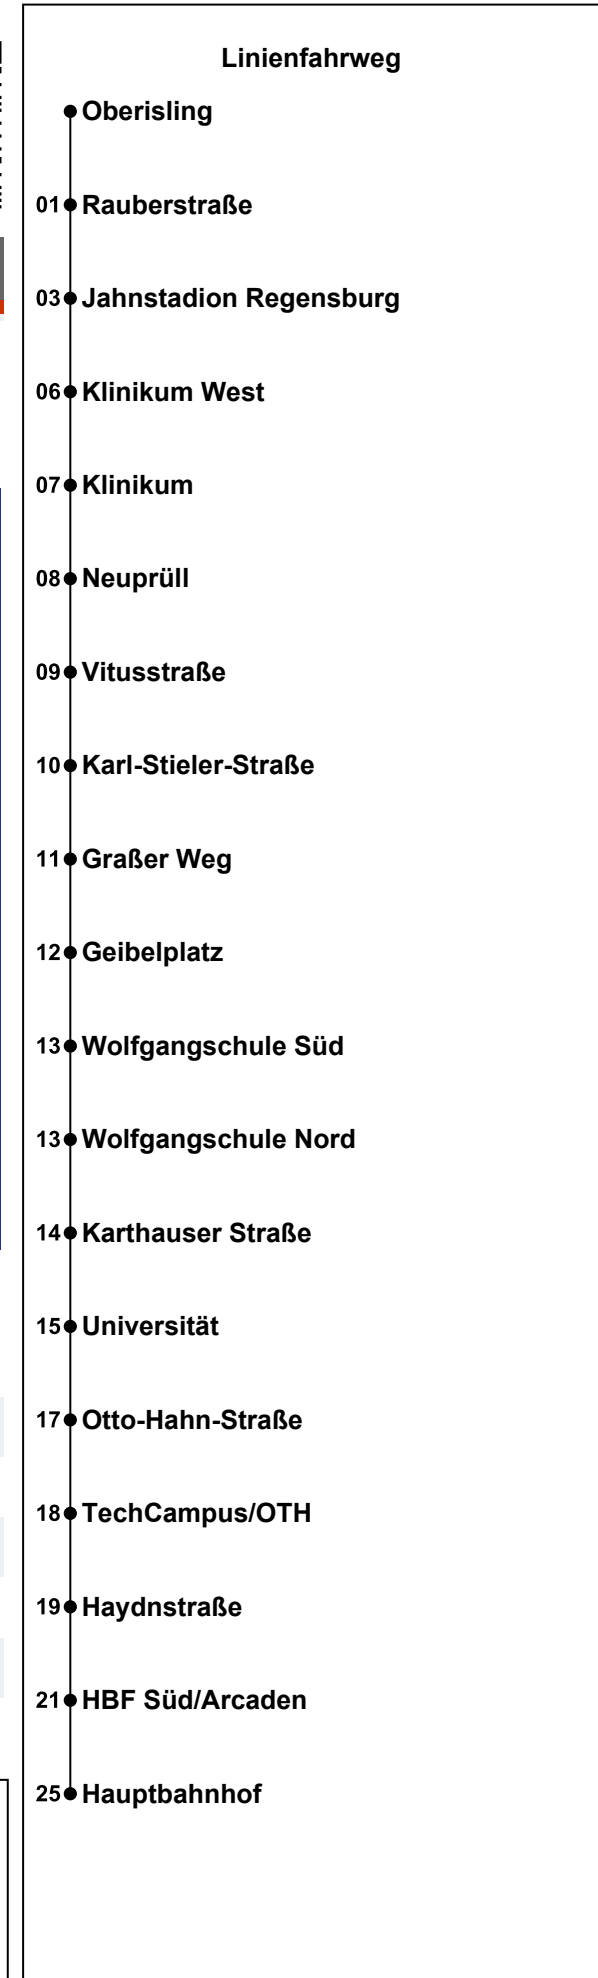 Linienfahrweg
Oberisling
01 Rauberstraße
03 Jahnstadion Regensburg
06 Klinikum West
07 Klinikum
08 Neuprüll
09 Vitusstraße
10 Karl-Stieler-Straße
11 Graßer Weg
12 Geibelplatz
13 Wolfgangschule Süd
13 Wolfgangschule Nord
14 Karthauser Straße
15 Universität
17 Otto-Hahn-Straße
18 TechCampus/OTH
19 Haydnstraße
21 HBF Süd/Arcaden
25 Hauptbahnhof